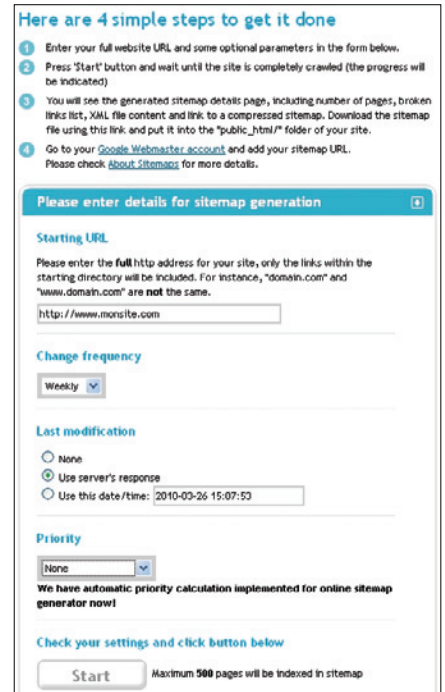 Here are 4 simple steps to get it done
1 Enter your full website URL and some optional parameters in the form below.
2 Press 'Start' button and wait until the site is completely crawled (the progress will
be indicated)
3 You will see the generated sitemap details page, including number of pages, broken
links list, XML file content and link to a compressed sitemap. Download the sitemap
file using this link and put it into the "public_html/" folder of your site.
4 Go to your Google Webmaster account and add your sitemap URL.
Please check About Sitemaps for more details.
Please enter details for sitemap generation
Starting URL
Please enter the full http address for your site, only the links within the
starting directory will be included. For instance, "domain.com" and
"www.domain.com" are not the same.
http://www.monsite.com
Change frequency
Weekly
Last modification
None
Use server's response
Use this date/time: 2010-03-26 15:07:53
Priority
None
We have automatic priority calculation implemented for online sitemap
generator now!
Check your settings and click button below
Start Maximum 500 pages will be indexed in sitemap